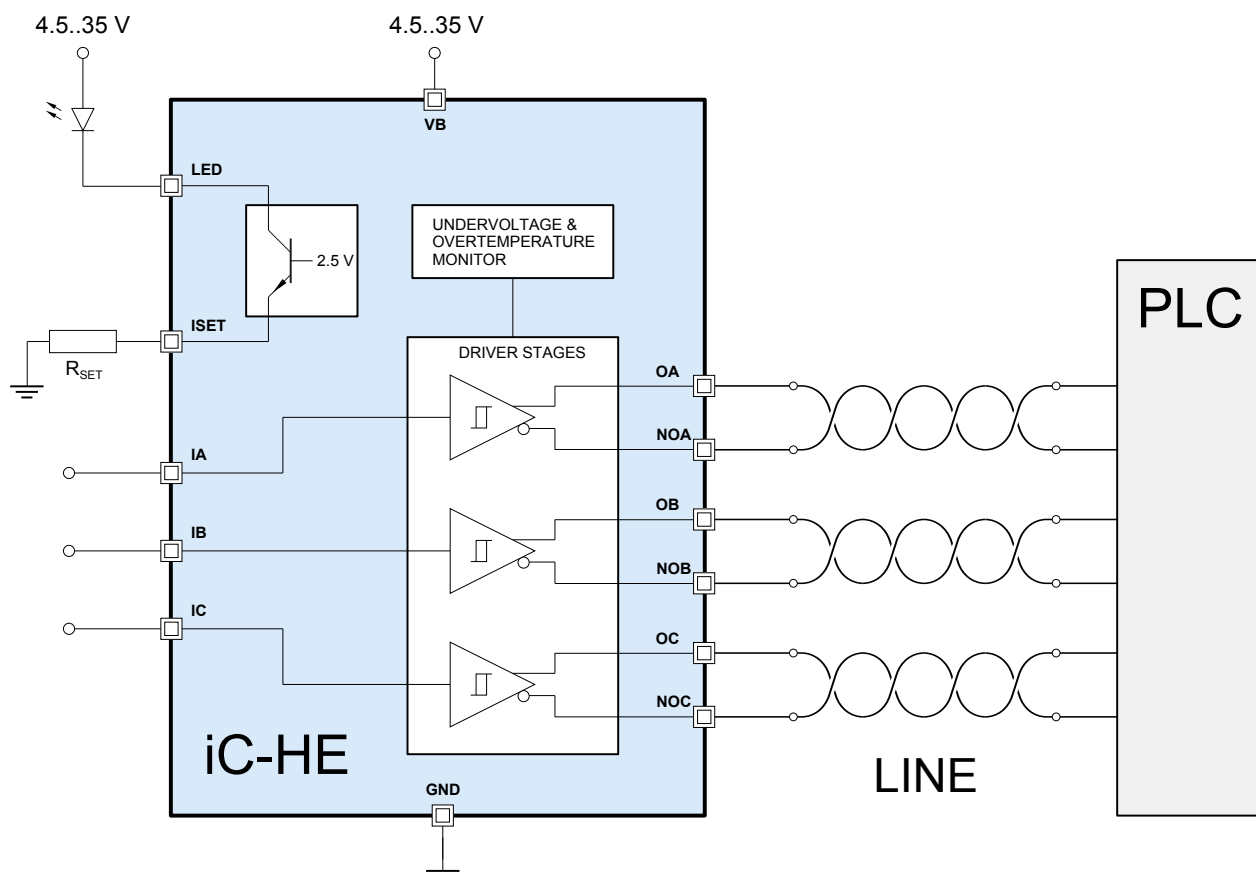 4.5..35 V
4.5..35 V
VB
LED
2.5 V
UNDERVOLTAGE &
OVERTEMPERATURE
MONITOR
ISET
RSET
DRIVER STAGES
PLC
OA
NOA
IA
OB
IB
NOB
IC
OC
NOC
iC-HE
LINE
GND